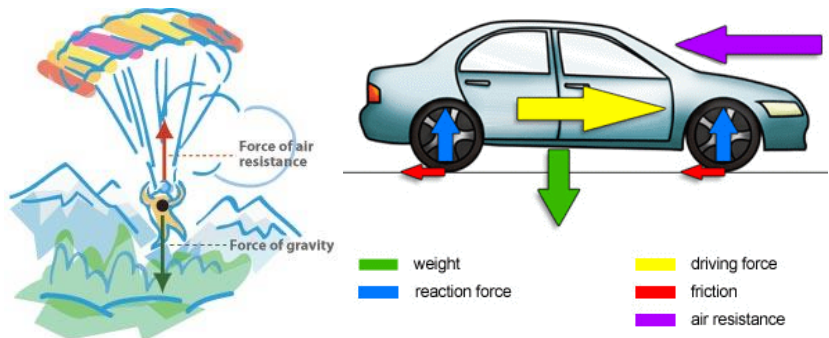 Force of air
resistance
Force of gravity
weight
reaction force
driving force
friction
air resistance